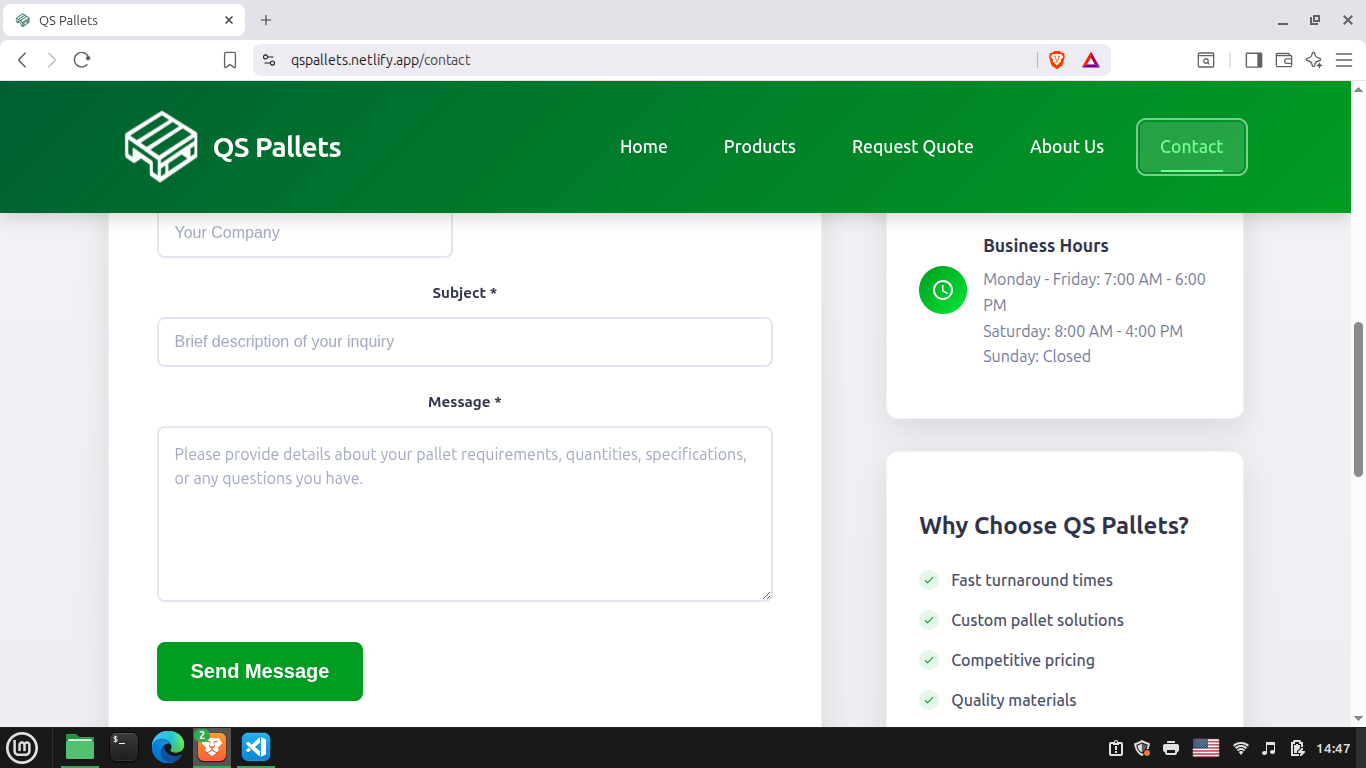 QS Pallets
qspallets.netlify.app/contact
QS Pallets
Home
Products
Request Quote
About Us
Contact
Your Company
Subject *
Brief description of your inquiry
Message *
Please provide details about your pallet requirements, quantities, specifications,
or any questions you have.
Send Message
Business Hours
Monday - Friday: 7:00 AM - 6:00
PM
Saturday: 8:00 AM - 4:00 PM
Sunday: Closed
Why Choose QS Pallets?
Fast turnaround times
Custom pallet solutions
Competitive pricing
Quality materials
$_
2
14:47